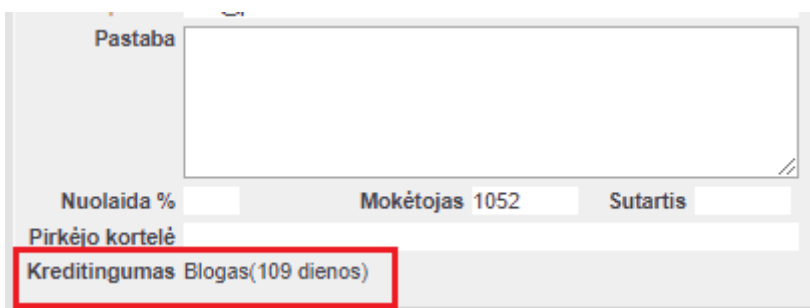 Pastaba
Nuolaida % Mokėtojas 1052 Sutartis
Pirkėjo kortelė
Kreditingumas Blogas(109 dienos)